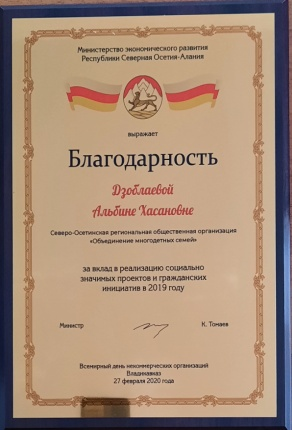 Министерство экономического развития
Республики Северная Осетия-Алания
выражает
Благодарность
Дзоблаевой
Альбине Хасановне
Северо-Осетинская региональная общественная организация
«Объединение многодетных семей»
за вклад в реализацию социально
значимых проектов и гражданских
инициатив в 2019 году
Министр
К. Томаев
Всемирный день некоммерческих организаций
Владикавказ
27 февраля 2020 года